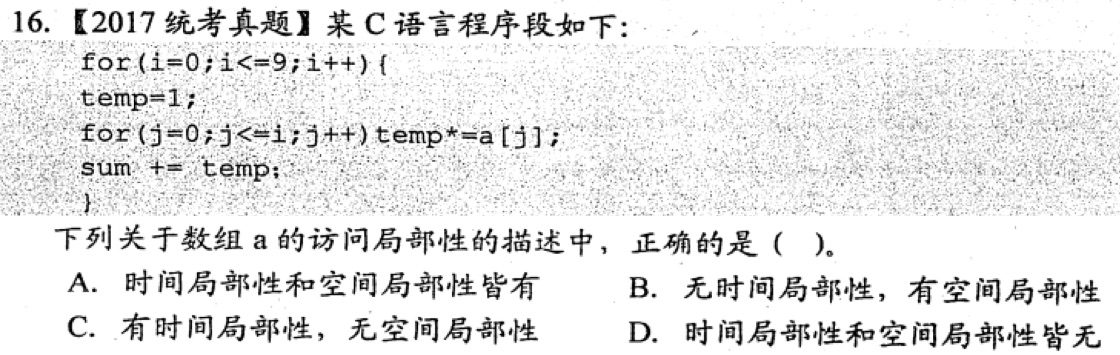 16.【2017 统考真题】某 C 语言程序段如下：
for(i=0;i<=9;i++){
temp=1;
for(j=0;j<=i;j++)temp*=a[j];
sum += temp;
}
下列关于数组 a 的访问局部性的描述中，正确的是（ ）。
A. 时间局部性和空间局部性皆有 B. 无时间局部性，有空间局部性
C. 有时间局部性，无空间局部性 D. 时间局部性和空间局部性皆无